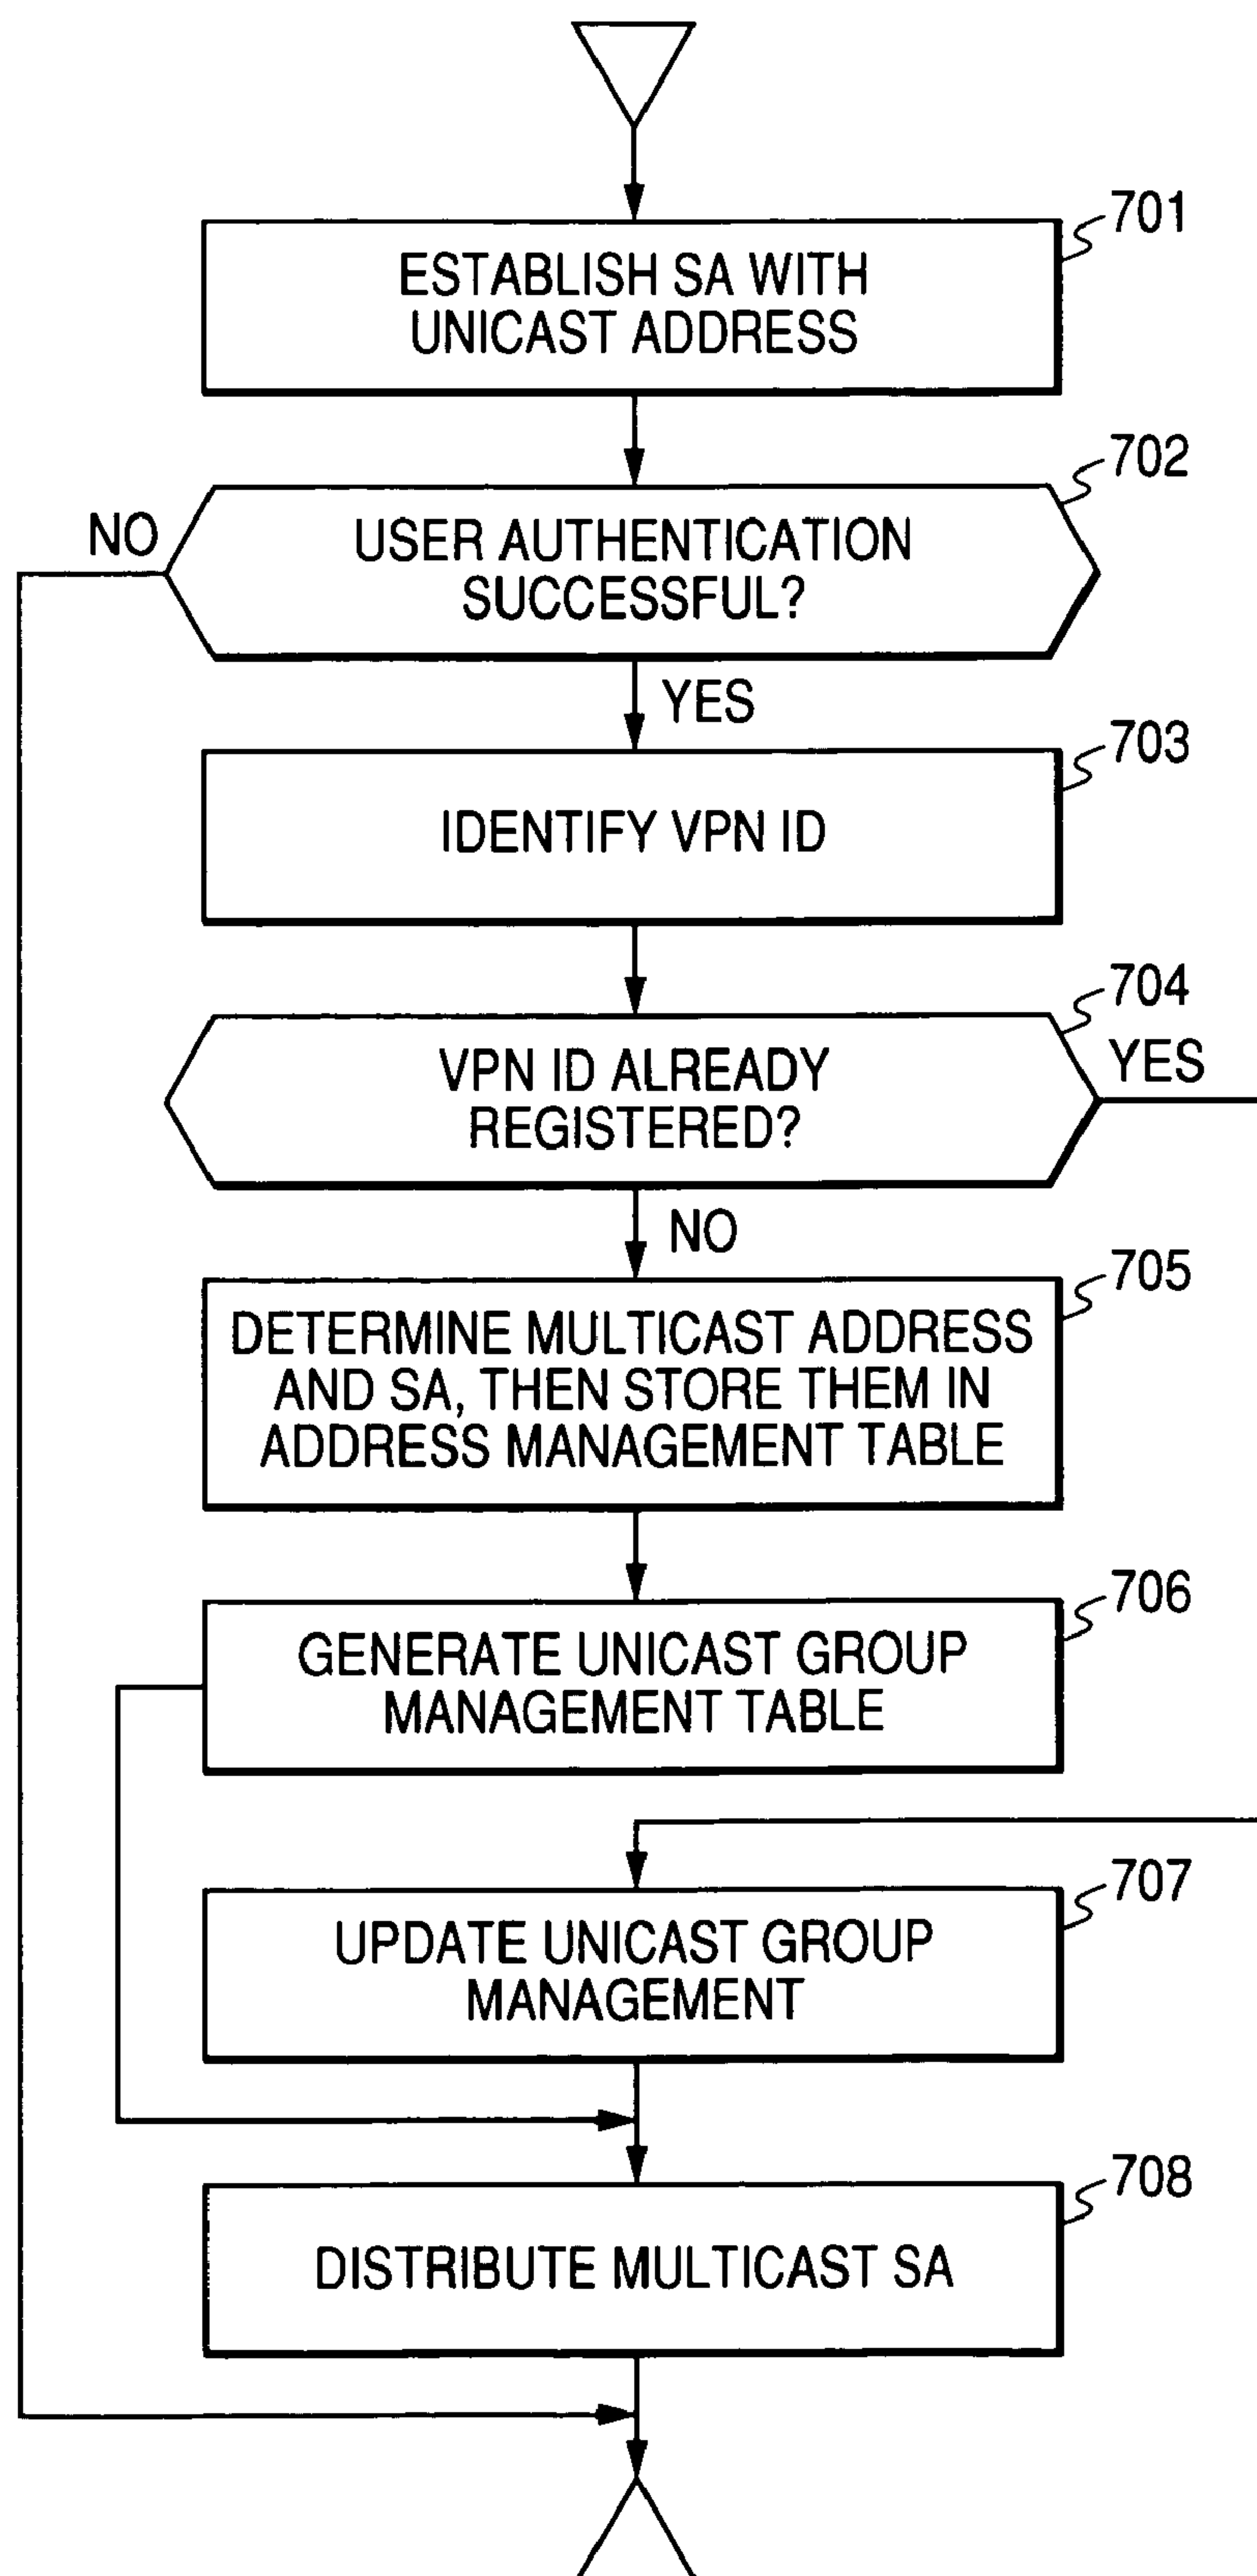 701
ESTABLISH SA WITH
UNICAST ADDRESS
702
NO
USER AUTHENTICATION
SUCCESSFUL?
YES
703
IDENTIFY VPN ID
704
YES
VPN ID ALREADY
REGISTERED?
NO
705
DETERMINE MULTICAST ADDRESS
AND SA, THEN STORE THEM IN
ADDRESS MANAGEMENT TABLE
706
GENERATE UNICAST GROUP
MANAGEMENT TABLE
707
UPDATE UNICAST GROUP
MANAGEMENT
708
DISTRIBUTE MULTICAST SA